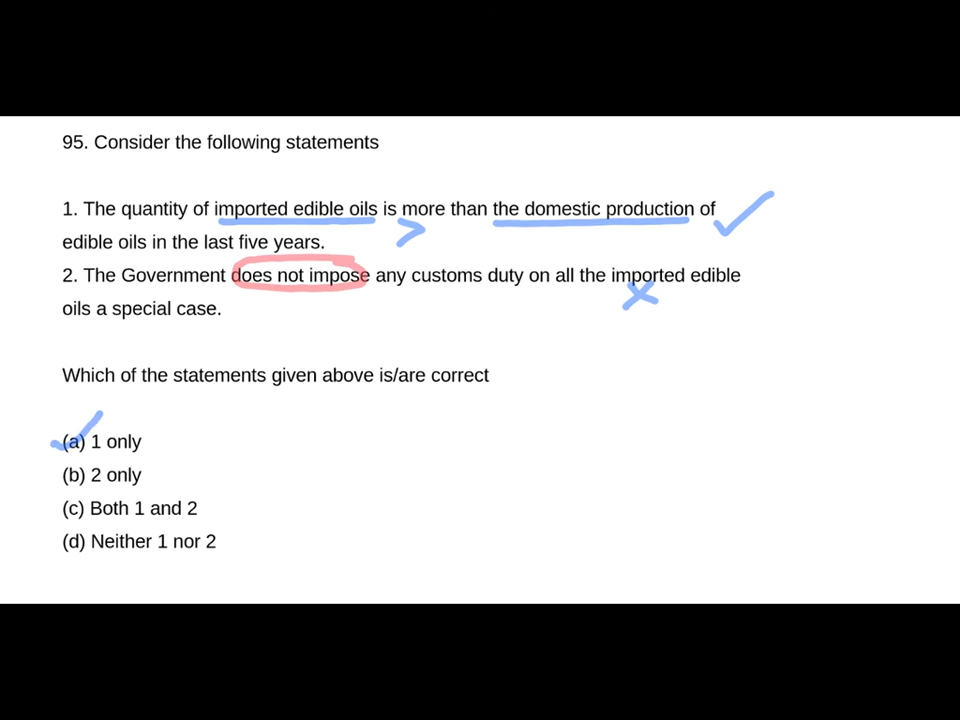 95. Consider the following statements
1. The quantity of imported edible oils is more than the domestic production of
edible oils in the last five years.
2. The Government does not impose any customs duty on all the imported edible
oils a special case.
Which of the statements given above is/are correct
(a) 1 only
(b) 2 only
(c) Both 1 and 2
(d) Neither 1 nor 2